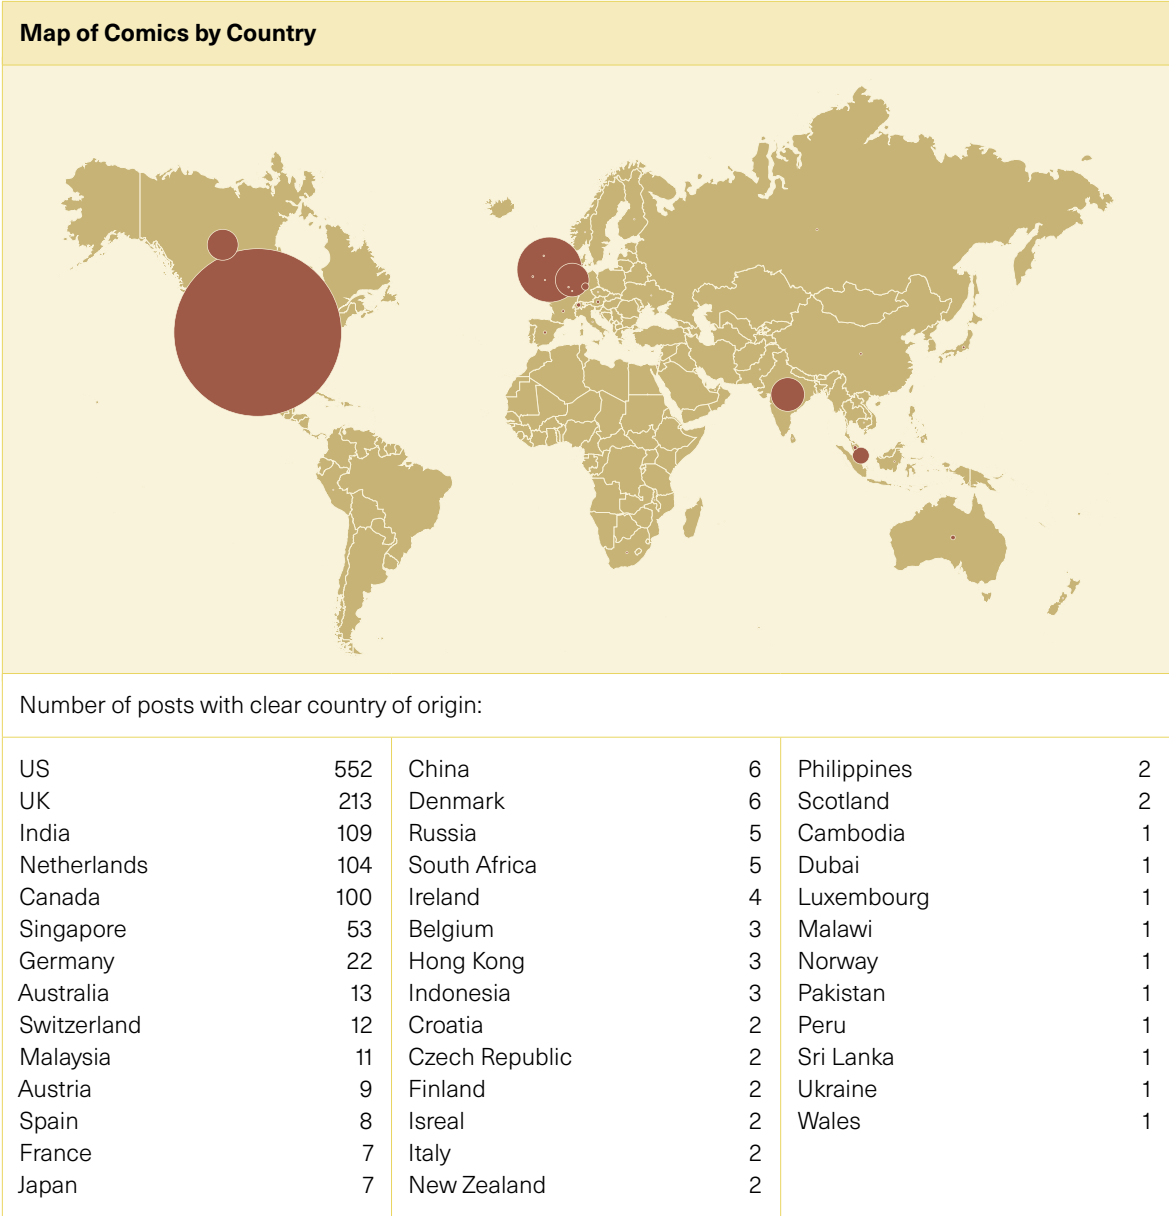 Map of Comics by Country
Number of posts with clear country of origin:
US 552
UK 213
India 109
Netherlands 104
Canada 100
Singapore 53
Germany 22
Australia 13
Switzerland 12
Malaysia 11
Austria 9
Spain 8
France 7
Japan 7
China 6
Denmark 6
Russia 5
South Africa 5
Ireland 4
Belgium 3
Hong Kong 3
Indonesia 3
Croatia 2
Czech Republic 2
Finland 2
Isreal 2
Italy 2
New Zealand 2
Philippines 2
Scotland 2
Cambodia 1
Dubai 1
Luxembourg 1
Malawi 1
Norway 1
Pakistan 1
Peru 1
Sri Lanka 1
Ukraine 1
Wales 1